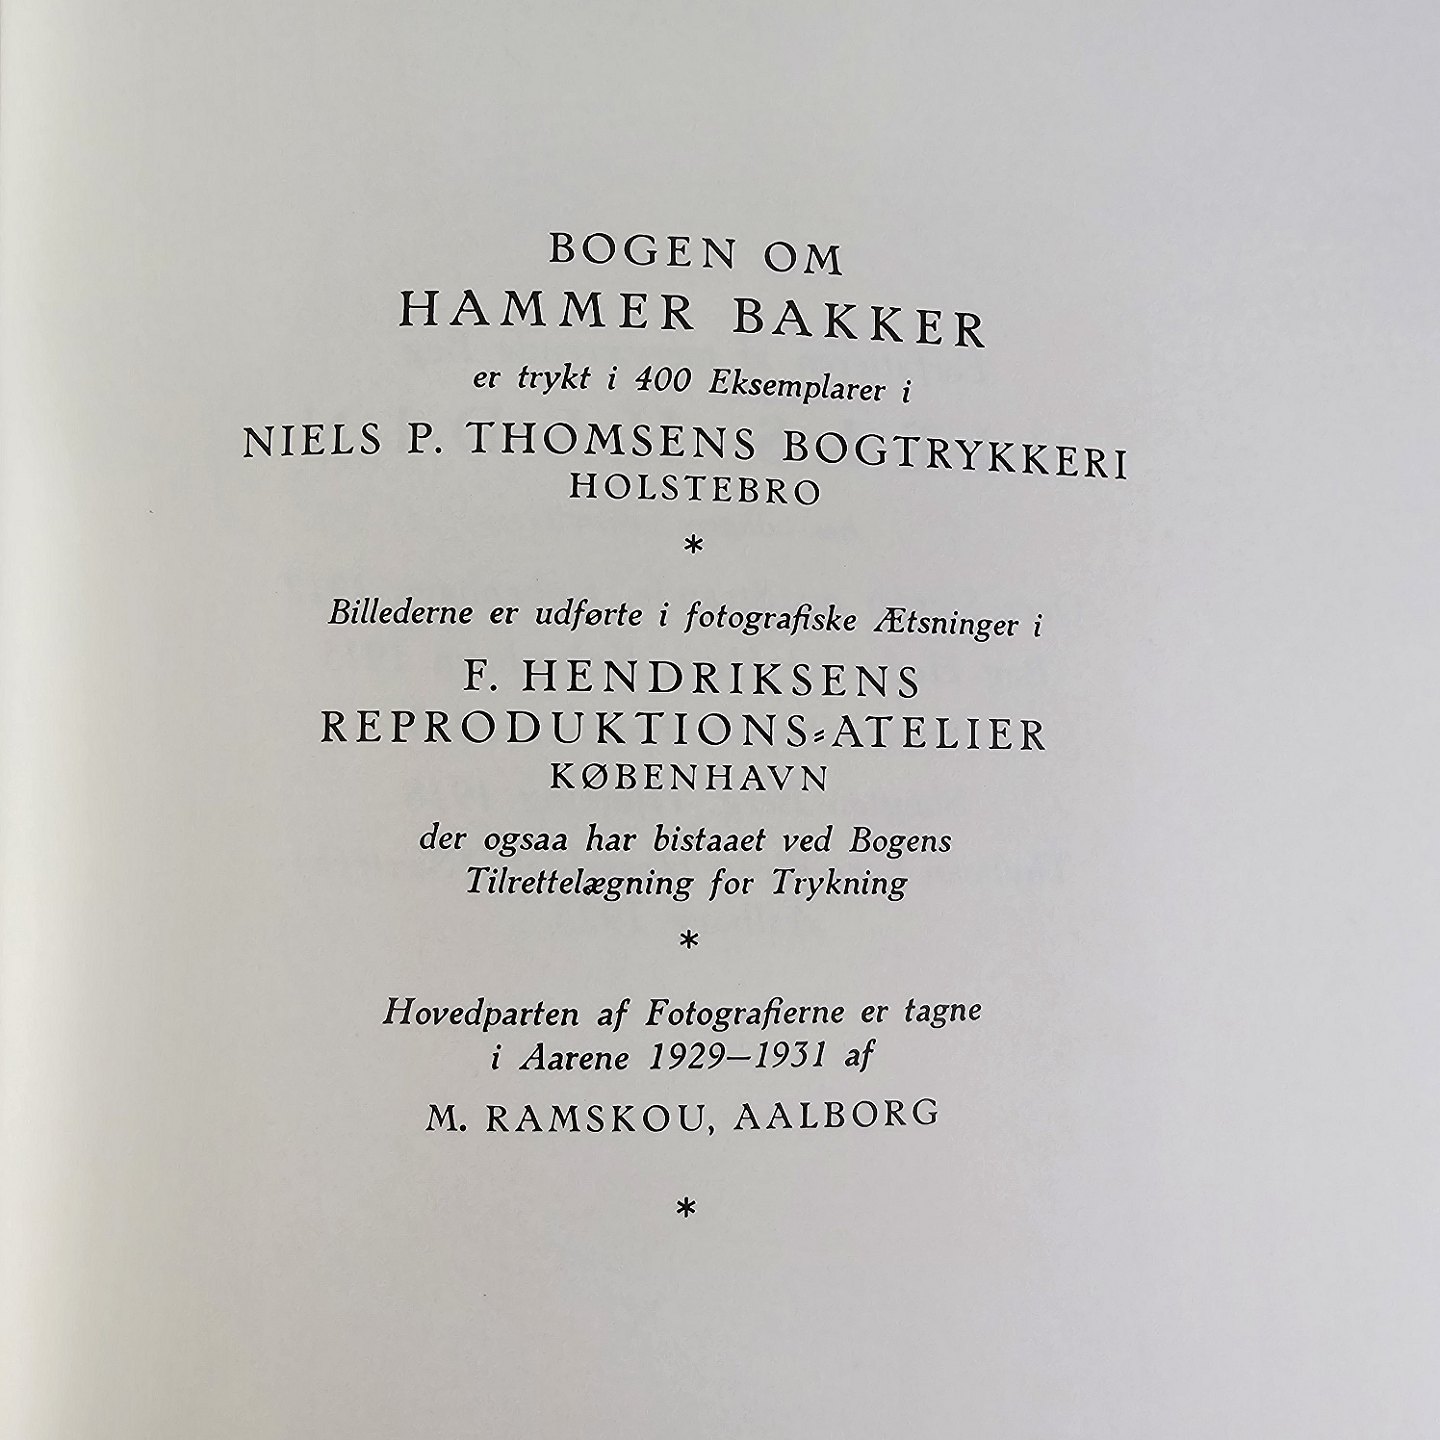 BOGEN OM
HAMMER BAKKER
er trykt i 400 Eksemplarer i
NIELS P. THOMSENS BOGTRYKKERI
HOLSTEBRO
*
Billederne er udførte i fotografiske Ætsninger i
F. HENDRIKSENS
REPRODUKTIONS-ATELIER
KØBENHAVN
der ogsaa har bistaaet ved Bogens
Tilrettelægning for Trykning
*
Hovedparten af Fotografierne er tagne
i Aarene 1929—1931 af
M. RAMSKOU, AALBORG
*